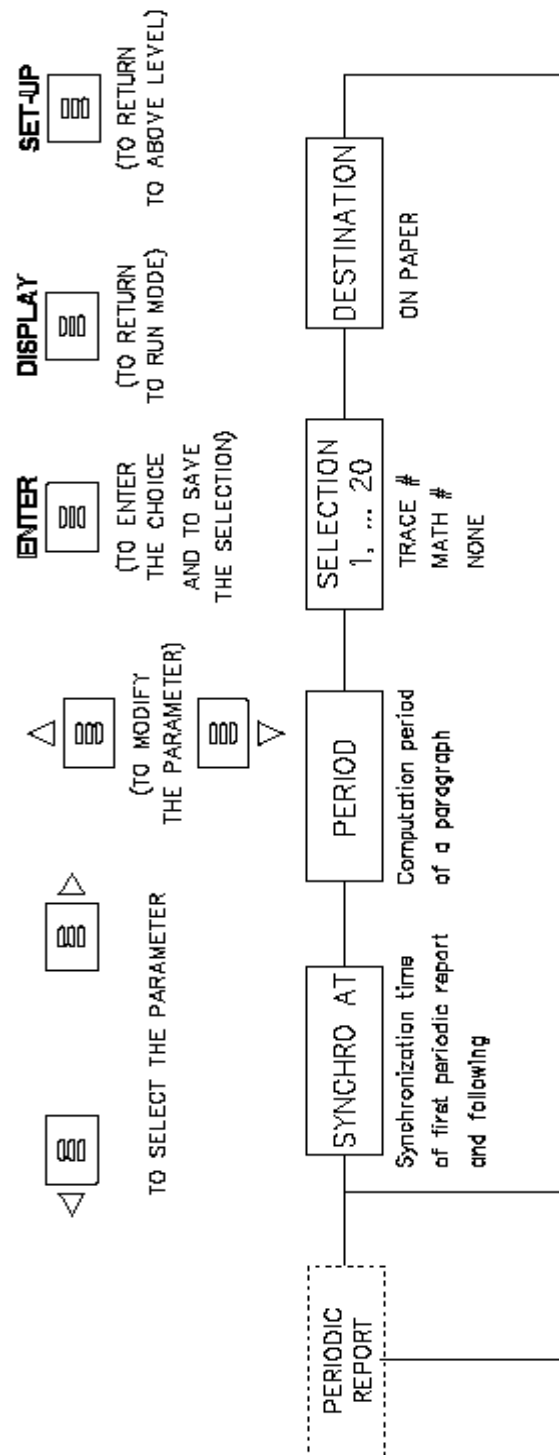 TO SELECT THE PARAMETER
(TO MODIFY
THE PARAMETER)
ENTER
(TO ENTER
THE CHOICE
AND TO SAVE
THE SELECTION)
DISPLAY
(TO RETURN
TO RUN MODE)
SET-UP
(TO RETURN
TO ABOVE LEVEL)
PERIODIC
REPORT
SYNCHRO AT
Synchronization time
of first periodic report
and following
PERIOD
Computation period
of a paragraph
SELECTION
1, ... 20
TRACE #
MATH #
NONE
DESTINATION
ON PAPER